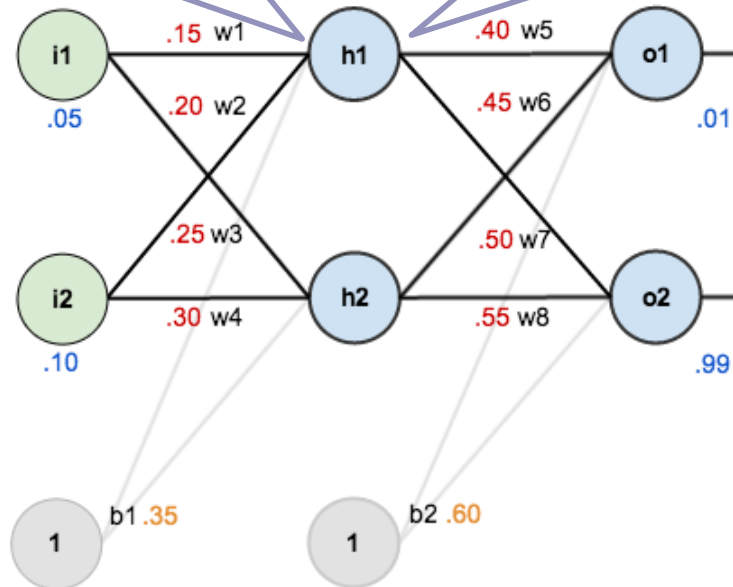 i1 .15 w1 h1 .40 w5 o1
.05 .20 w2 .45 w6 .01
.25 w3 .50 w7
i2 .30 w4 h2 .55 w8 o2
.10 .99
1 b1 .35 1 b2 .60